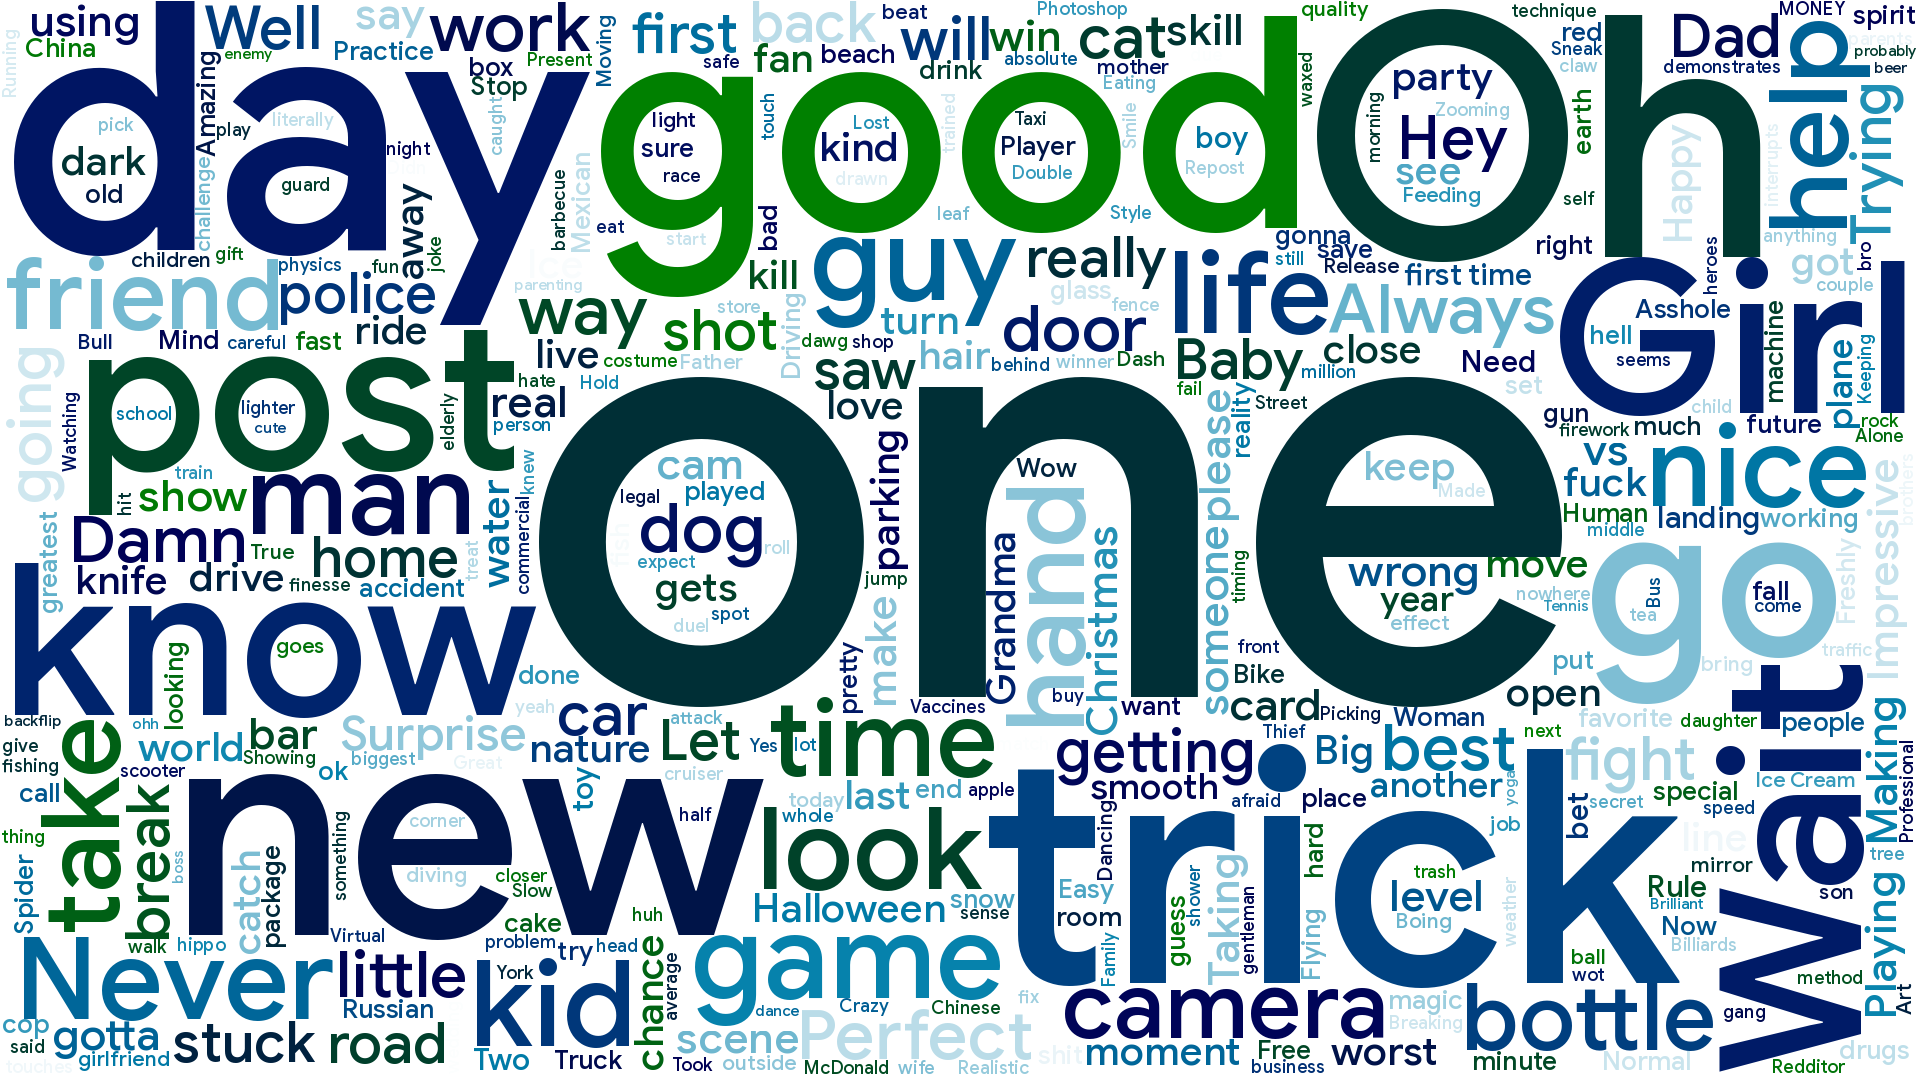 using
Well
say
work
first
back
beat
Photoshop
quality
technique
MONEY
spirit
China
Practice
fan
beach
will
win
cat
skill
red
Dad
parents
enemy
box
Present
Moving
safe
drink
absolute
mother
Sneak
demonstrates
probably
Running
Amazing
Stop
Eating
claw
beer
day
good
Oh
help
Trying
pick
literally
play
caught
light
touch
Lost
trained
Taxi
Smile
waxed
party
Zooming
earth
dark
night
sure
kind
Player
boy
morning
Hey
Happy
interrupts
old
guard
race
drawn
Double
Repost
see
Feeding
self
challenge
away
barbecue
Mexican
eat
start
bad
leaf
Style
gonna
right
anything
children
gift
joke
guy
really
save
heroes
got
bro
friend
physics
fun
Ice
kill
life
still
Release
first time
couple
police
parenting
store
glass
fence
Always
Girl
Asshole
way
shot
Driving
turn
door
hell
machine
plane
Keeping
Bull
Mind
careful
fast
ride
live
costume
Father
dawg
shop
hair
behind
winner
Dash
Baby
million
close
Need
seems
going
post
hate
Hold
saw
fail
set
child
Watching
school
lighter
cute
elderly
real
person
love
someone
please
reality
Street
gun
firework
much
future
rock
Alone
one
train
knew
cam
played
Wow
keep
Made
vs
nice
Impressive
brothers
hit
show
man
water
legal
dog
parking
hand
fuck
Human
middle
landing
working
greatest
Damn
True
home
treat
commercial
expect
roll
Grandma
Christmas
timing
wrong
move
go
Freshly
knife
drive
finesse
accident
gets
jump
year
effect
nowhere
Tennis
tea
Bus
fall
come
know
goes
looking
duel
spot
make
front
put
bring
traffic
done
pretty
Bike
backflip
ohh
yeah
Vaccines
buy
want
card
Picking
open
Wait
give
take
bar
Surprise
car
attack
time
Thief
Woman
favorite
daughter
people
Making
fishing
world
Showing
biggest
Great
nature
Let
Yes
lot
getting
Big
best
next
fight
Professional
call
scooter
ok
toy
cruiser
smooth
afraid
place
another
yoga
secret
special
speed
Ice Cream
thing
break
new
corner
half
today
whole
last
end
apple
trick
Dancing
hard
job
bet
line
tree
Spider
boss
catch
package
something
diving
closer
Slow
look
Easy
Taking
trash
level
Boing
weather
mirror
Rule
Brilliant
son
Playing
walk
hippo
Virtual
cake
huh
Halloween
snow
sense
room
guess
shower
gentleman
Flying
Now
Billiards
Never
little
problem
try
head
game
Family
ball
wot
method
York
Russian
kid
chance
average
dance
Crazy
Chinese
fix
camera
magic
Breaking
bottle
gang
Art
cop
said
gotta
stuck
road
scene
Perfect
touches
girlfriend
Two
Truck
Took
outside
McDonald
wife
Realistic
shit
moment
Free
business
worst
minute
Normal
Redditor
drugs